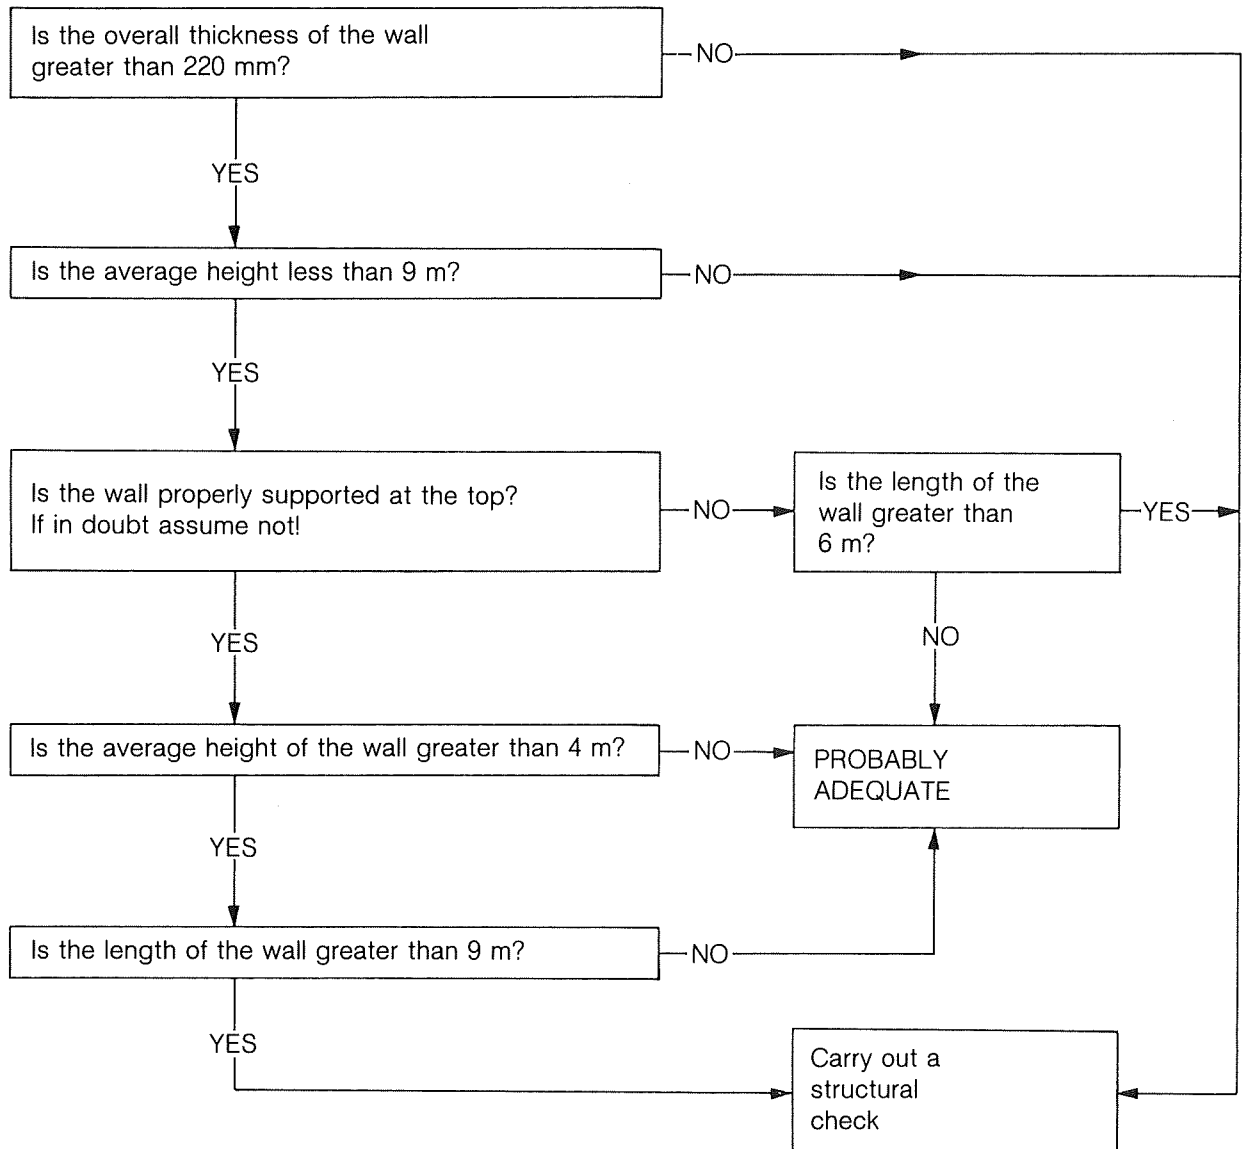 Is the overall thickness of the wall
greater than 220 mm?
NO
YES
Is the average height less than 9 m?
NO
YES
Is the wall properly supported at the top?
If in doubt assume not!
NO
Is the length of the
wall greater than
6 m?
YES
YES
NO
Is the average height of the wall greater than 4 m?
NO
PROBABLY
ADEQUATE
YES
Is the length of the wall greater than 9 m?
NO
YES
Carry out a
structural
check